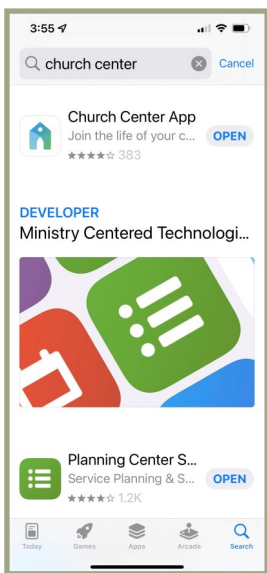 3:55
church center
Cancel
Church Center App
Join the life of your c...
OPEN
383
DEVELOPER
Ministry Centered Technologi...
Planning Center S...
Service Planning & S...
OPEN
1.2K
Today
Games
Apps
Arcade
Search